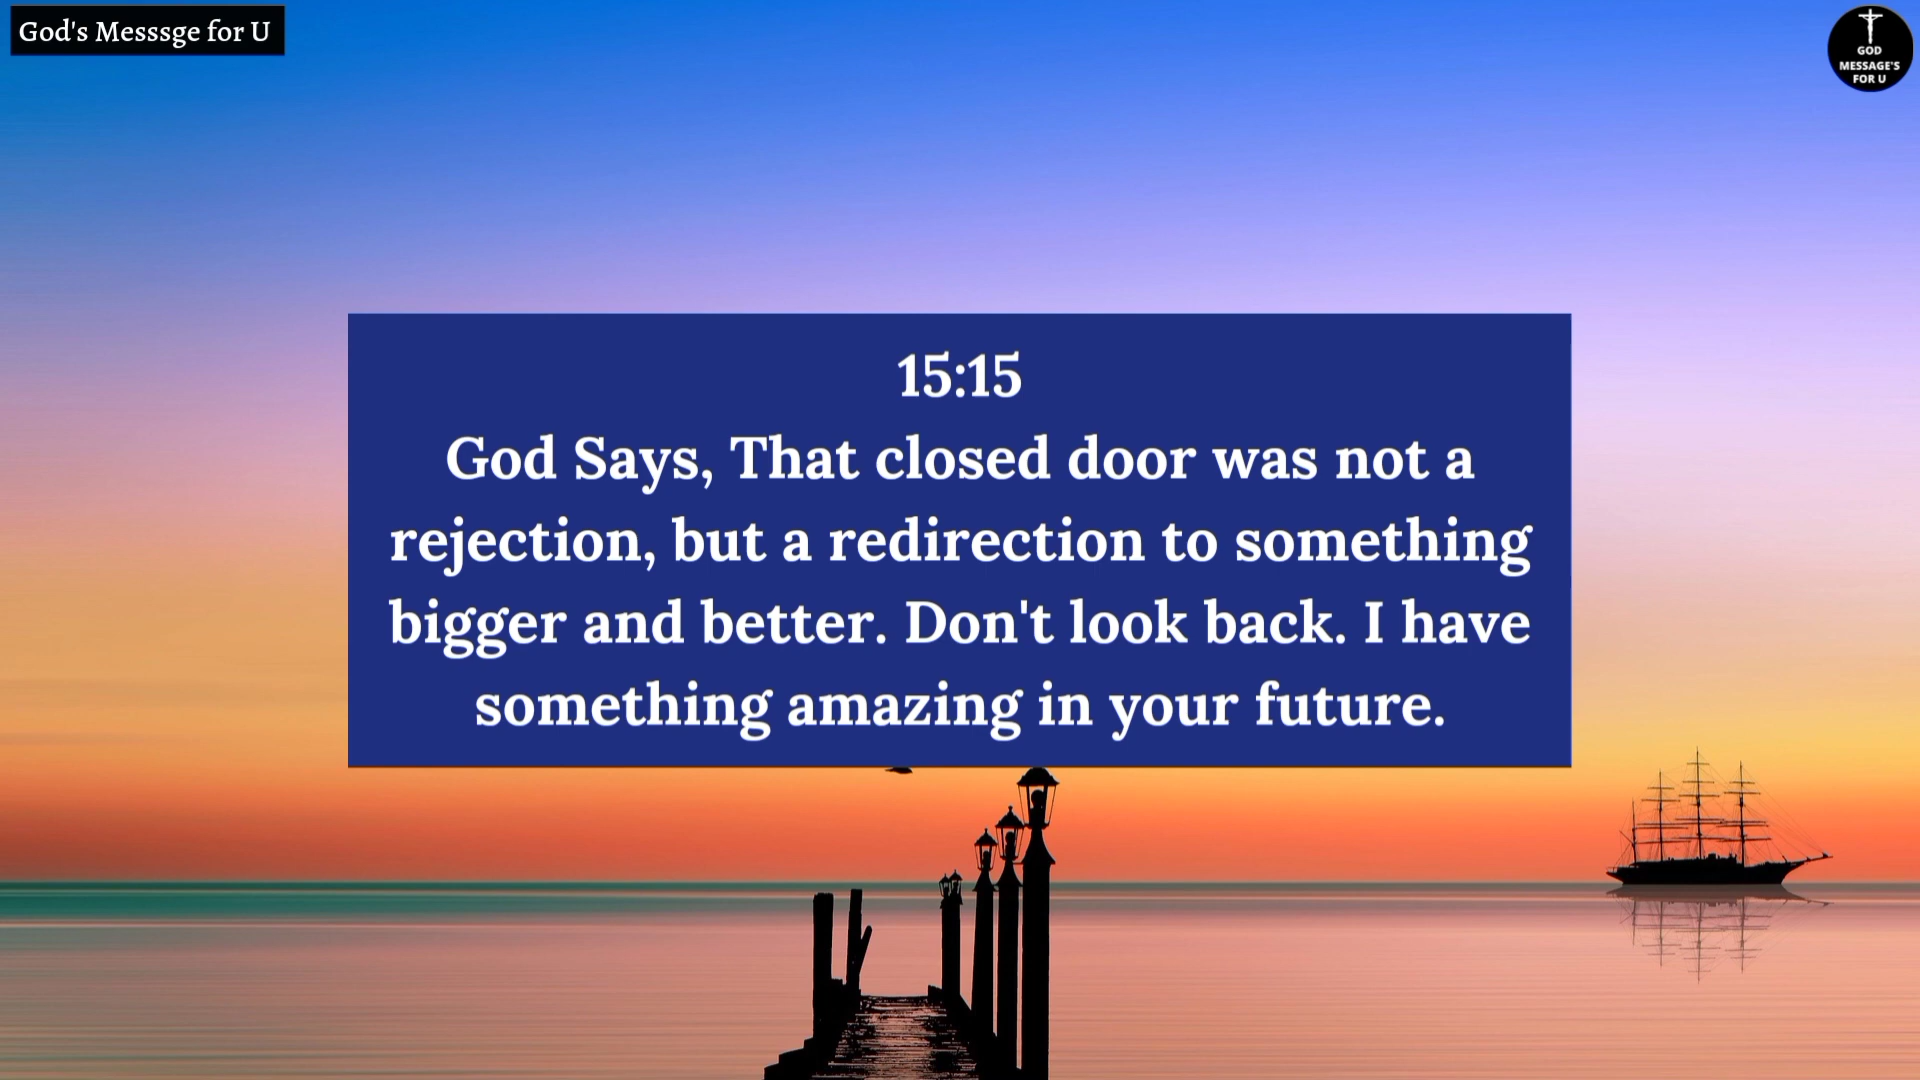 God's Messsge for U
GOD
MESSAGE'S
FOR U
15:15
God Says, That closed door was not a
rejection, but a redirection to something
bigger and better. Don't look back. I have
something amazing in your future.